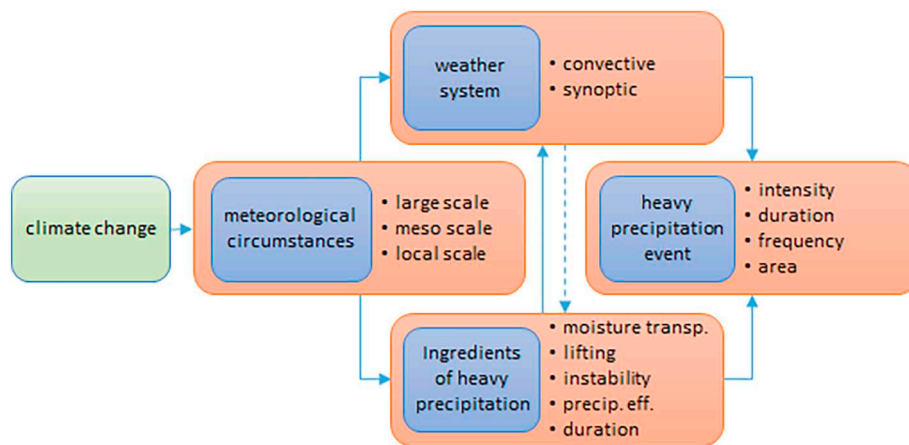 weather
system
• convective
• synoptic
climate change
meteorological
circumstances
• large scale
• meso scale
• local scale
heavy
precipitation
event
• intensity
• duration
• frequency
• area
Ingredients
of heavy
precipitation
• moisture transp.
• lifting
• instability
• precip. eff.
• duration